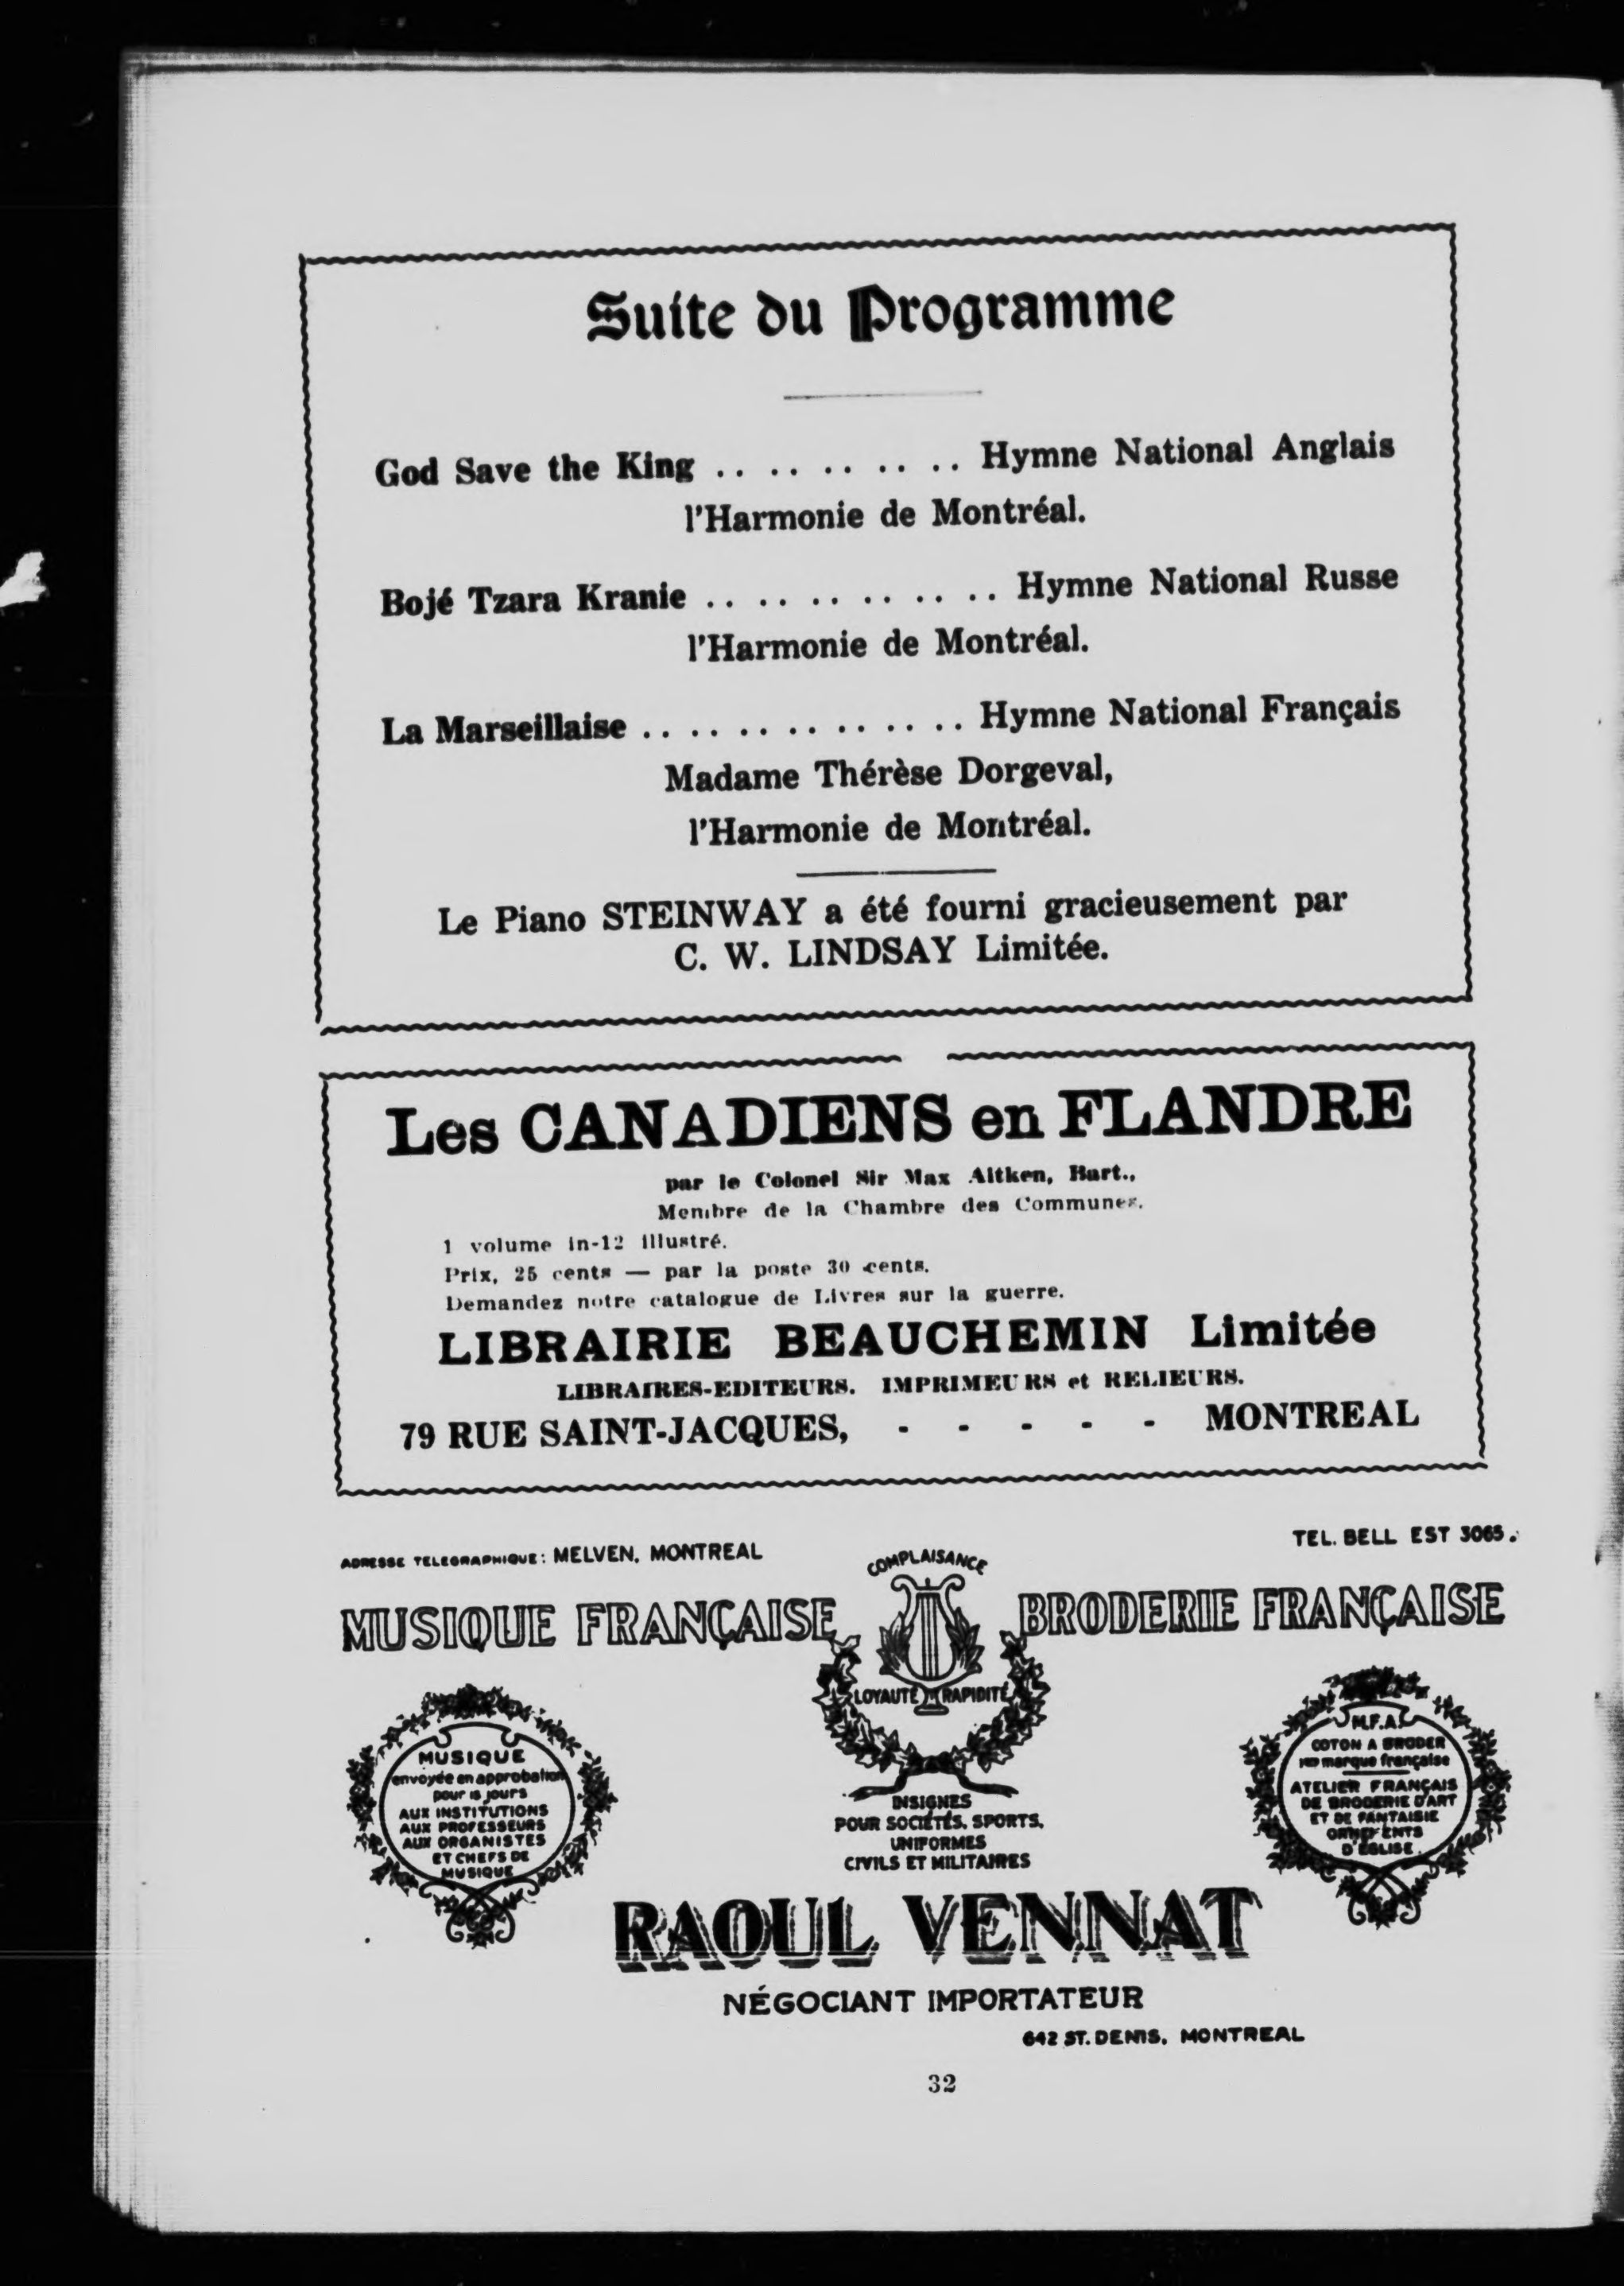 Suite du Programme
God Save the King . . . . . . . . . . Hymne National Anglais
l'Harmonie de Montréal.
Bojé Tzara Kranie . . . . . . . . . . . . Hymne National Russe
l'Harmonie de Montréal.
La Marseillaise . . . . . . . . . . . . . . Hymne National Français
Madame Thérèse Dorgeval,
l'Harmonie de Montréal.
Le Piano STEINWAY a été fourni gracieusement par
C. W. LINDSAY Limitée.
Les CANADIENS en FLANDRE
par le Colonel Sir Max Aitken, Bart.,
Membre de la Chambre des Communes.
1 volume in-12 illustré.
Prix, 25 cents — par la poste 30 cents.
Demandez notre catalogue de Livres sur la guerre.
LIBRAIRIE BEAUCHEMIN Limitée
LIBRAIRES-EDITEURS. IMPRIMEURS et RELIEURS.
79 RUE SAINT-JACQUES, - - - - - MONTREAL
ADRESSE TELEGRAPHIQUE: MELVEN, MONTREAL
TEL. BELL EST 3065.
MUSIQUE FRANÇAISE
COMPLAISANCE
LOYAUTÉ RAPIDITÉ
BRODERIE FRANÇAISE
MUSIQUE
envoyée en approbation
pour 15 jours
AUX INSTITUTIONS
AUX PROFESSEURS
AUX ORGANISTES
ET CHEFS DE
MUSIQUE
INSIGNES
POUR SOCIÉTÉS, SPORTS,
UNIFORMES
CIVILS ET MILITAIRES
M.F.A.
COTON A BRODER
marque française
ATELIER FRANÇAIS
DE BRODERIE D'ART
ET DE FANTAISIE
ORNEMENTS
D'ÉGLISE.
RAOUL VENNAT
NÉGOCIANT IMPORTATEUR
642 ST. DENIS, MONTREAL
32